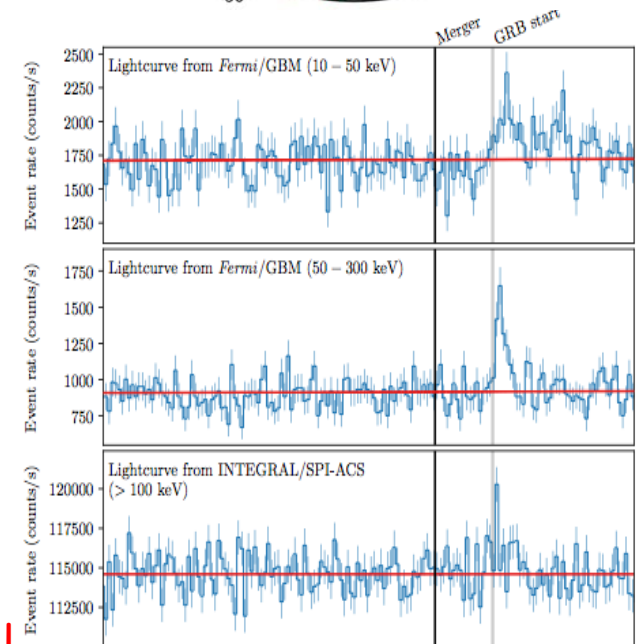 Merger
GRB start
Lightcurve from Fermi/GBM (10 – 50 keV)
Event rate (counts/s)
2500
2250
2000
1750
1500
1250
Lightcurve from Fermi/GBM (50 – 300 keV)
Event rate (counts/s)
1750
1500
1250
1000
750
Lightcurve from INTEGRAL/SPI-ACS
(> 100 keV)
Event rate (counts/s)
120000
117500
115000
112500